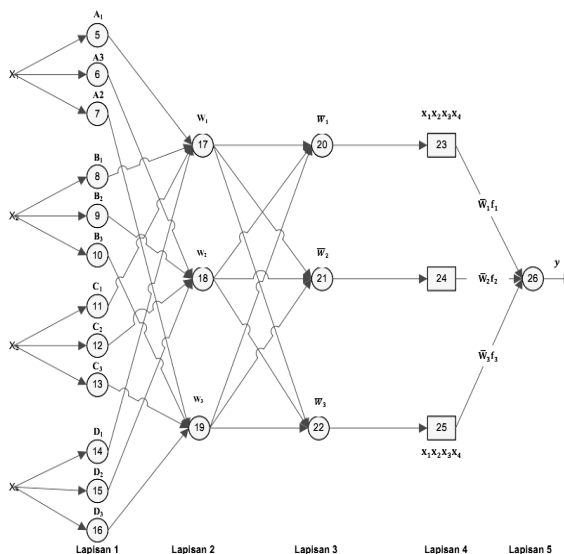 A1
5
X1
A3
6
A2
7
B1
8
X2
B2
9
B3
10
C1
11
X3
C2
12
C3
13
D1
14
X4
D2
15
D3
16
W1
17
W2
18
W3
19
W̅1
20
W̅2
21
W̅3
22
x1x2x3x4
23
24
25
x1x2x3x4
W̅1f1
W̅2f2
W̅3f3
26
y
Lapisan 1 Lapisan 2 Lapisan 3 Lapisan 4 Lapisan 5